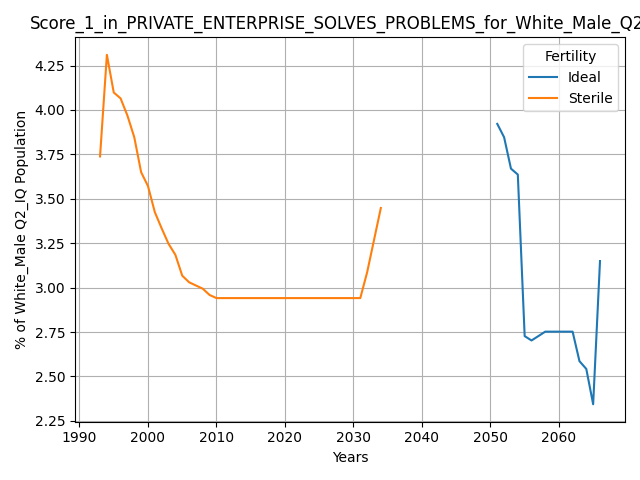 Score_1_in_PRIVATE_ENTERPRISE_SOLVES_PROBLEMS_for_White_Male_Q2
Fertility
Ideal
Sterile
% of White_Male Q2_IQ Population
4.25
4.00
3.75
3.50
3.25
3.00
2.75
2.50
2.25
1990 2000 2010 2020 2030 2040 2050 2060
Years